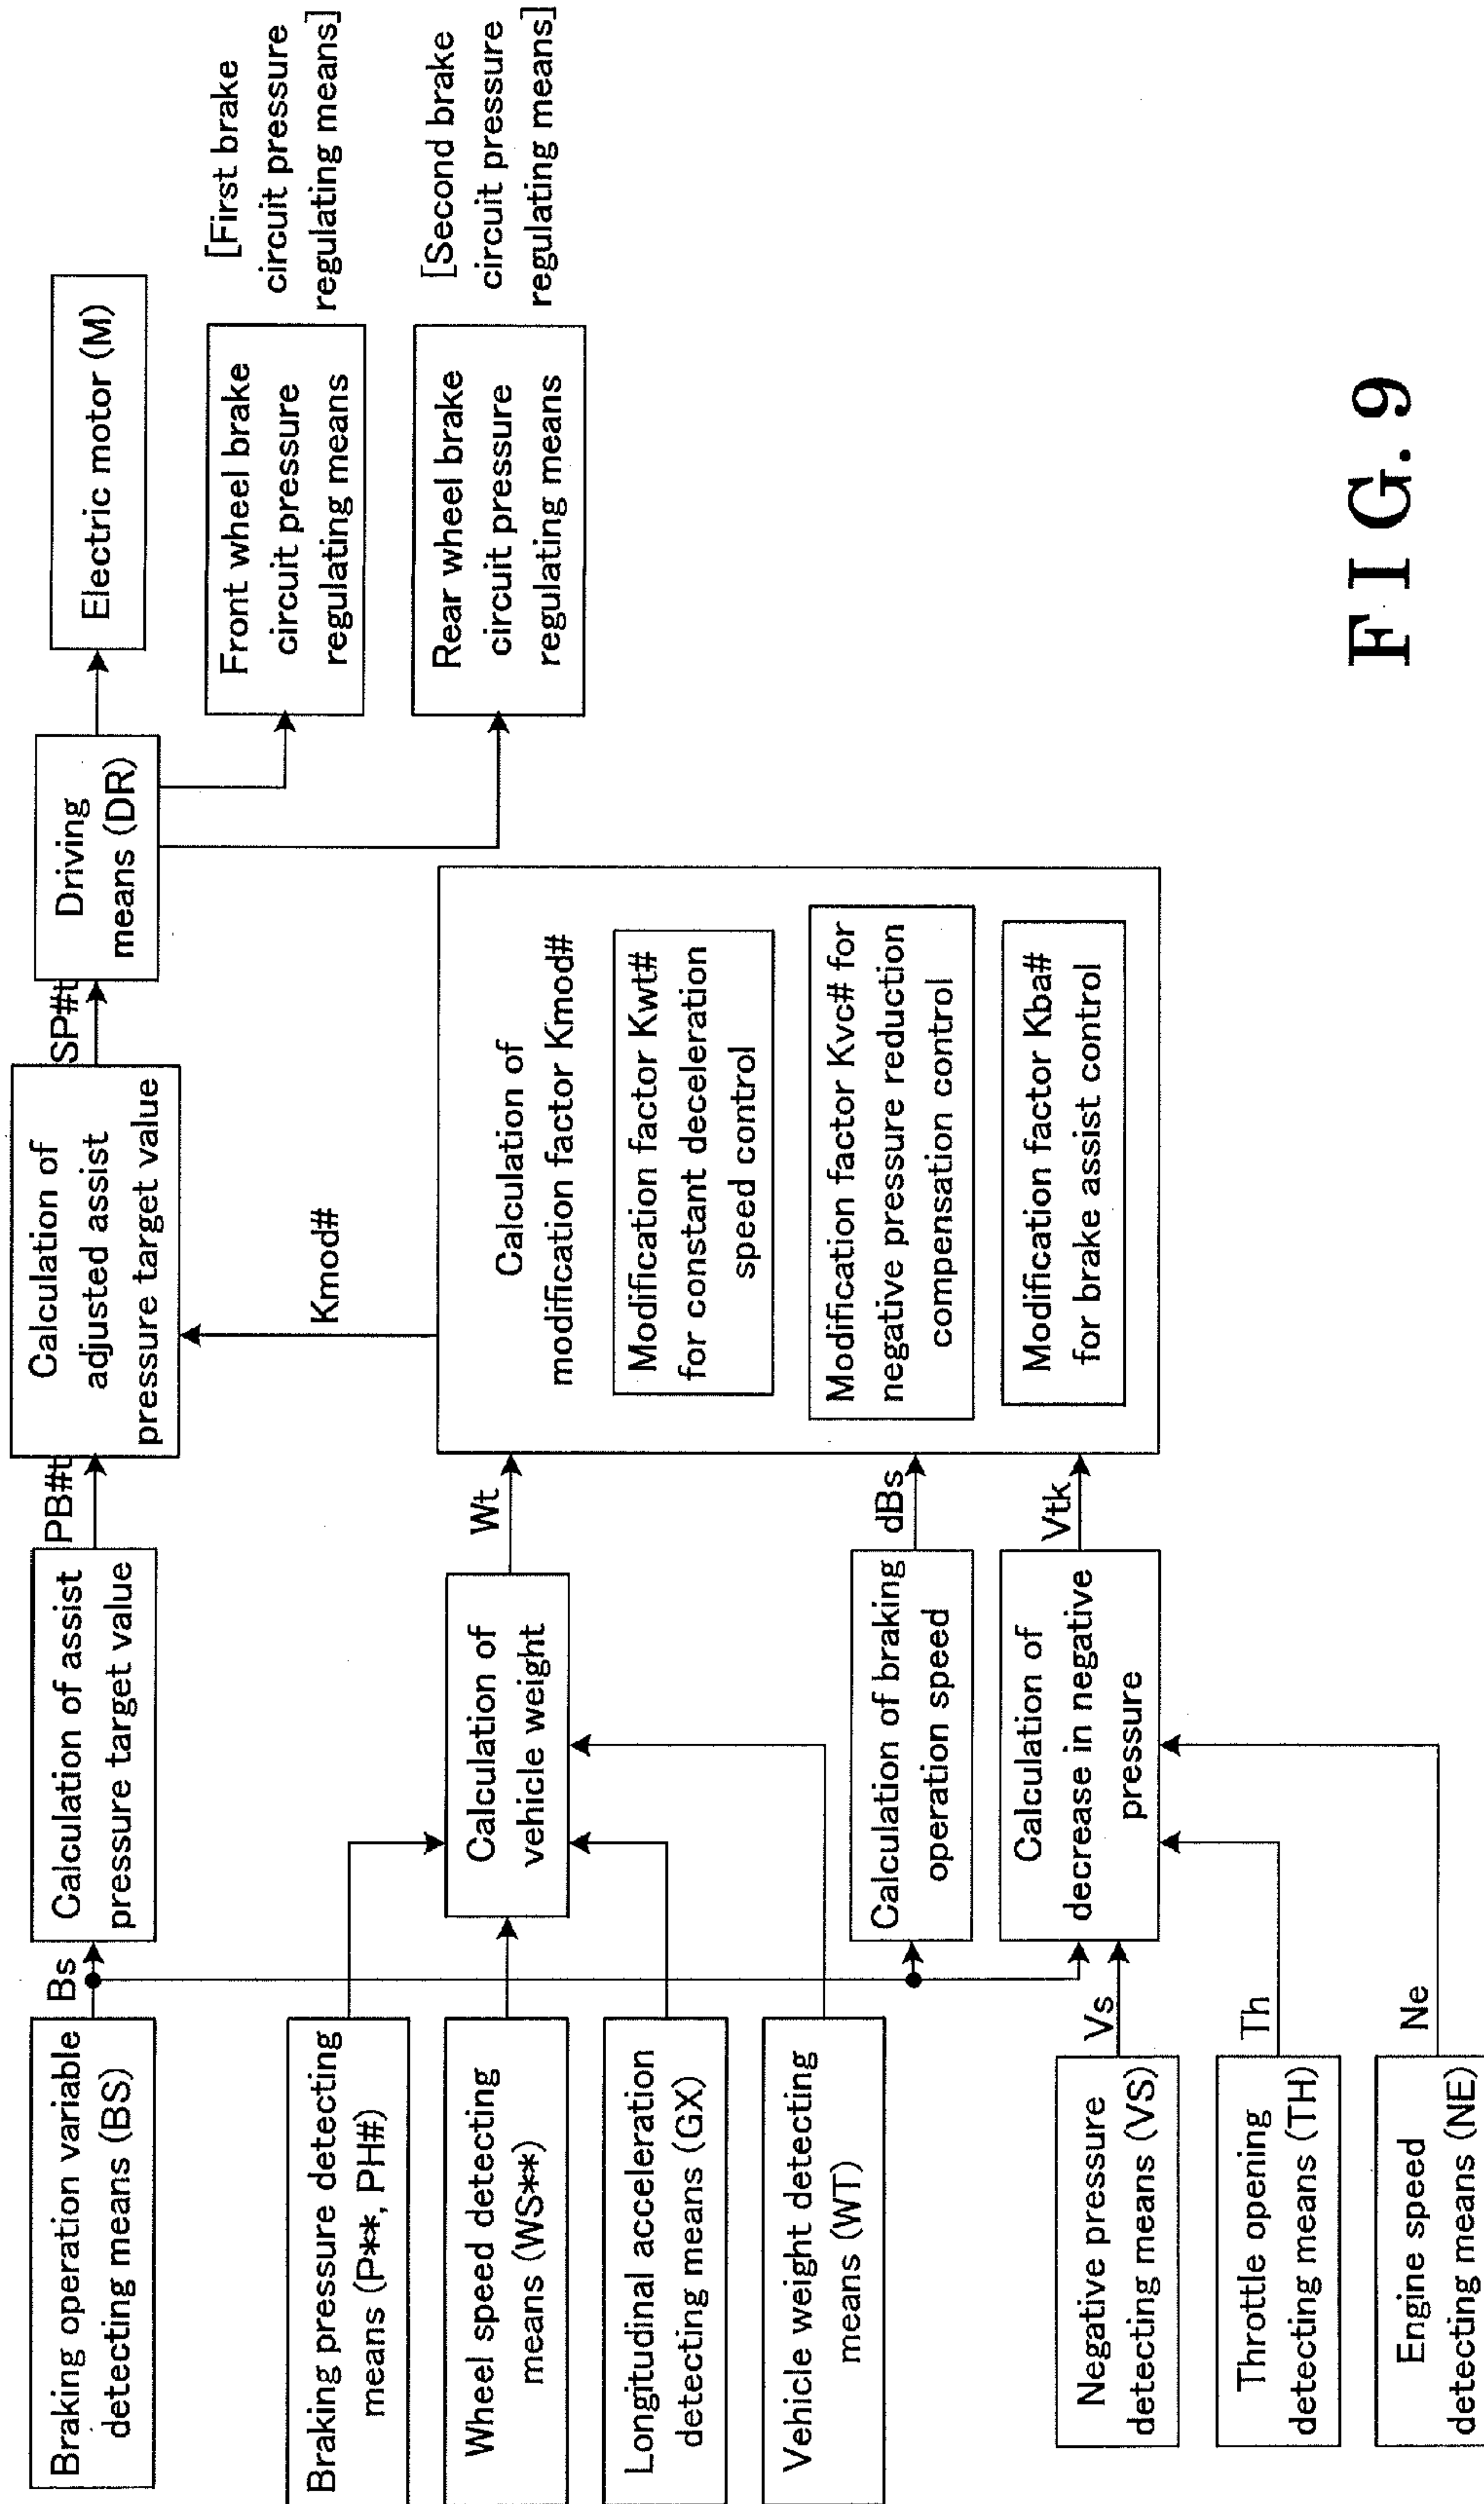 Braking operation variable
detecting means (BS)
Bs
Calculation of assist
pressure target value
PB#t
Calculation of
adjusted assist
pressure target value
SP#t
Driving
means (DR)
Electric motor (M)
Front wheel brake
circuit pressure
regulating means
[First brake
circuit pressure
regulating means]
Rear wheel brake
circuit pressure
regulating means
[Second brake
circuit pressure
regulating means]
Kmod#
Braking pressure detecting
means (P**, PH#)
Wheel speed detecting
means (WS**)
Longitudinal acceleration
detecting means (GX)
Vehicle weight detecting
means (WT)
Calculation of
vehicle weight
Wt
Calculation of
modification factor Kmod#
Modification factor Kwt#
for constant deceleration
speed control
Modification factor Kvc# for
negative pressure reduction
compensation control
Modification factor Kba#
for brake assist control
Calculation of braking
operation speed
dBs
Calculation of
decrease in negative
pressure
Vtk
Negative pressure
detecting means (VS)
Vs
Throttle opening
detecting means (TH)
Th
Engine speed
detecting means (NE)
Ne
FIG. 9